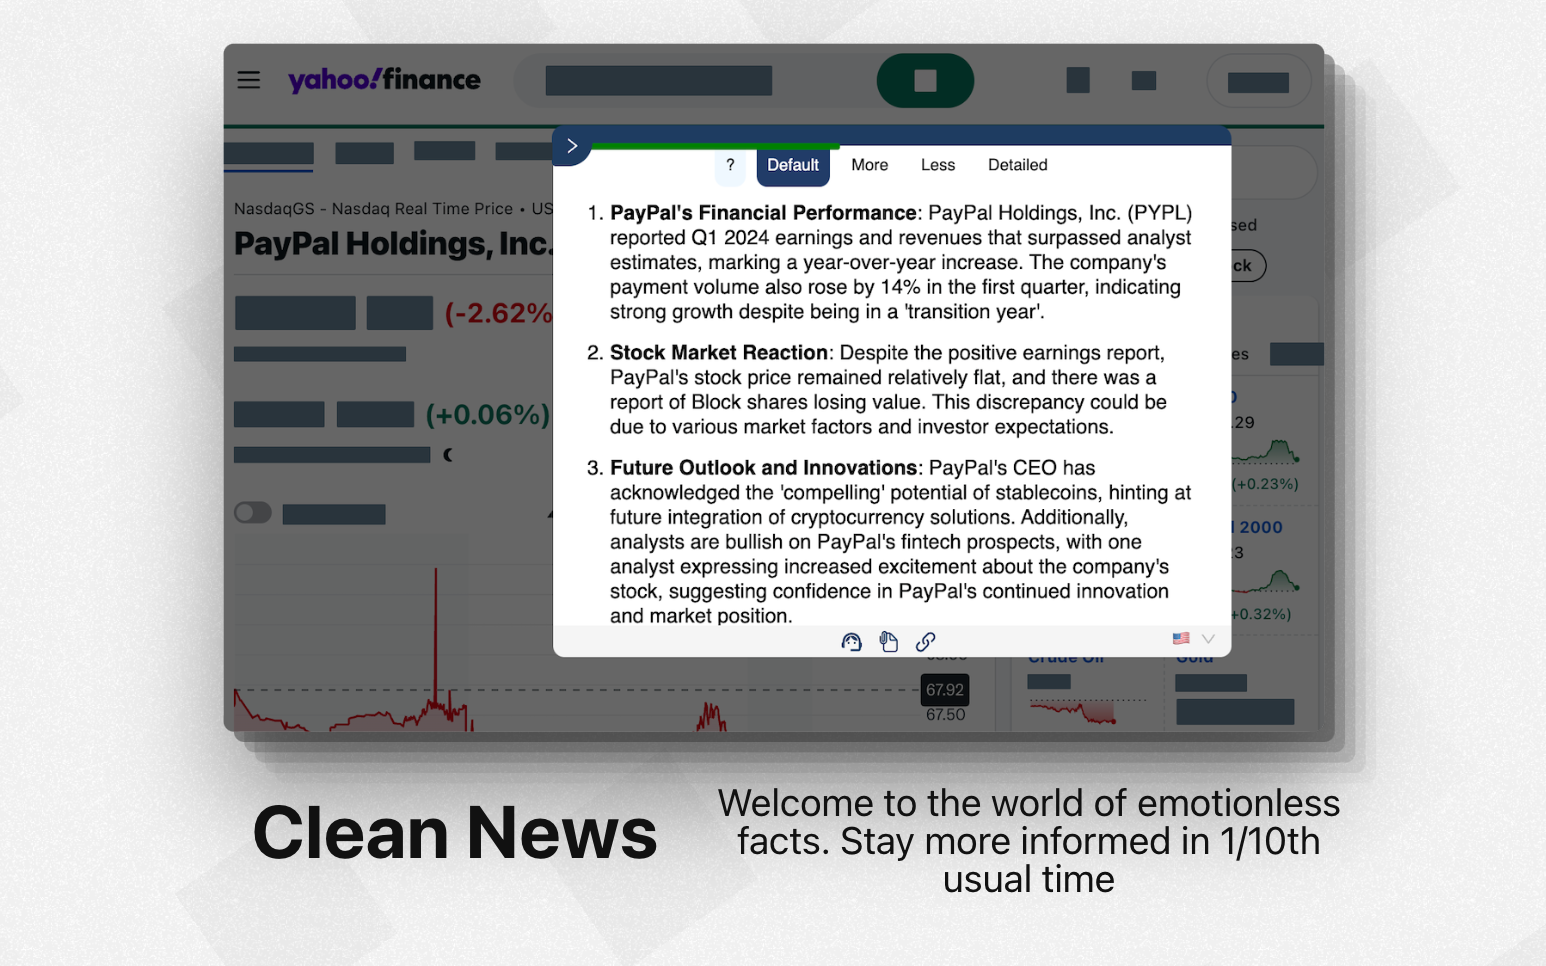 yahoo!finance
NasdaqGS - Nasdaq Real Time Price • US
PayPal Holdings, Inc.
(-2.62%
(+0.06%)
?
Default
More
Less
Detailed
1. PayPal's Financial Performance: PayPal Holdings, Inc. (PYPL)
reported Q1 2024 earnings and revenues that surpassed analyst
estimates, marking a year-over-year increase. The company's
payment volume also rose by 14% in the first quarter, indicating
strong growth despite being in a 'transition year'.
2. Stock Market Reaction: Despite the positive earnings report,
PayPal's stock price remained relatively flat, and there was a
report of Block shares losing value. This discrepancy could be
due to various market factors and investor expectations.
3. Future Outlook and Innovations: PayPal's CEO has
acknowledged the 'compelling' potential of stablecoins, hinting at
future integration of cryptocurrency solutions. Additionally,
analysts are bullish on PayPal's fintech prospects, with one
analyst expressing increased excitement about the company's
stock, suggesting confidence in PayPal's continued innovation
and market position.
sed
ck
es
0
.29
(+0.23%)
2000
23
+0.32%)
Crude Oil
Gold
67.92
67.50
Clean News
Welcome to the world of emotionless
facts. Stay more informed in 1/10th
usual time